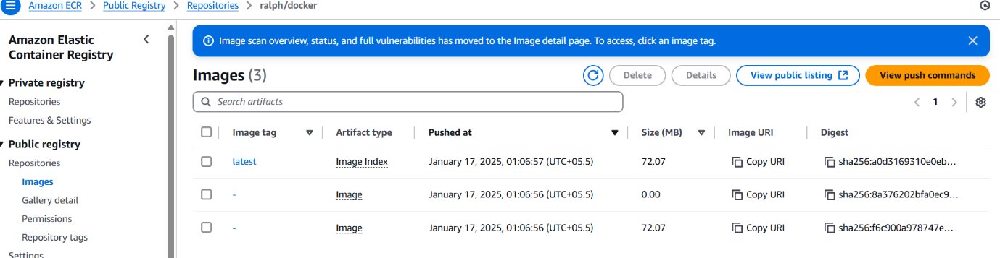 Amazon ECR > Public Registry > Repositories > ralph/docker
Amazon Elastic
Container Registry
Private registry
Repositories
Features & Settings
Public registry
Repositories
Images
Gallery detail
Permissions
Repository tags
Settings
Image scan overview, status, and full vulnerabilities has moved to the Image detail page. To access, click an image tag.
Images (3)
Delete
Details
View public listing
View push commands
Search artifacts
1
Image tag Artifact type Pushed at Size (MB) Image URI Digest
latest Image Index January 17, 2025, 01:06:57 (UTC+05.5) 72.07 Copy URI sha256:a0d3169310e0eb...
- Image January 17, 2025, 01:06:56 (UTC+05.5) 0.00 Copy URI sha256:8a376202bfa0ec9...
- Image January 17, 2025, 01:06:56 (UTC+05.5) 72.07 Copy URI sha256:f6c900a978747e...